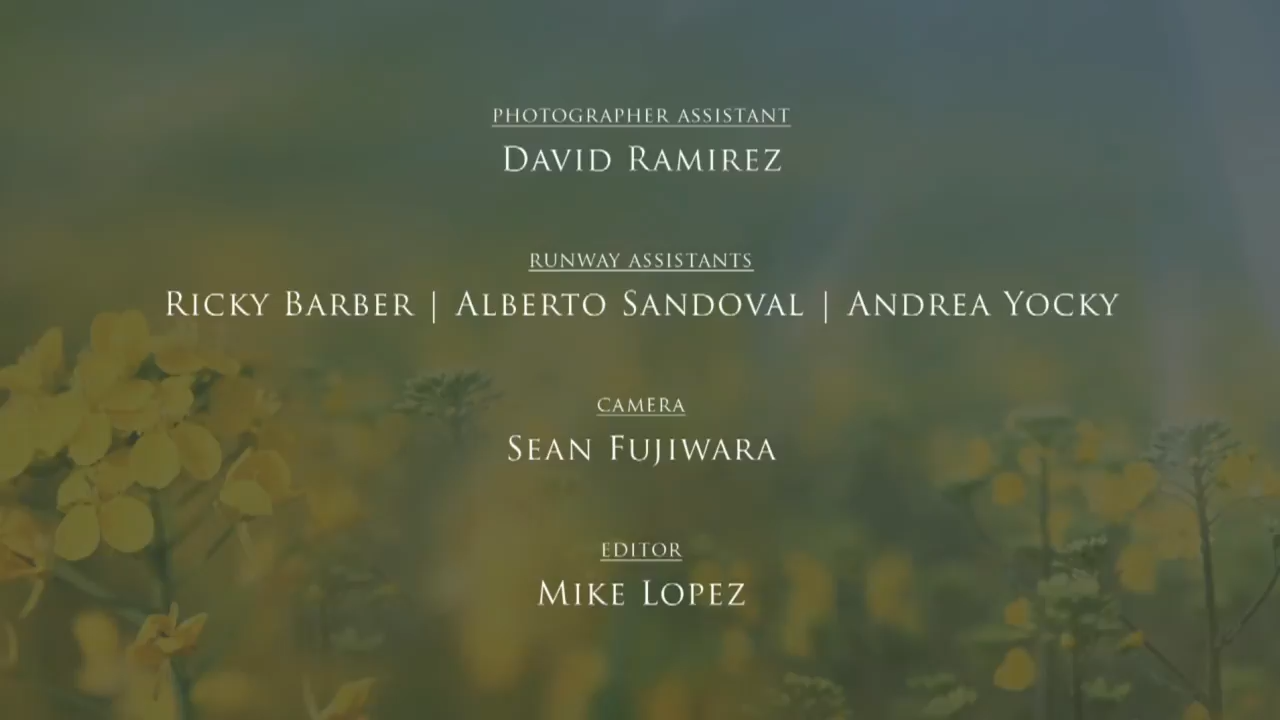 PHOTOGRAPHER ASSISTANT
DAVID RAMIREZ
RUNWAY ASSISTANTS
RICKY BARBER | ALBERTO SANDOVAL | ANDREA YOCKY
CAMERA
SEAN FUJIWARA
EDITOR
MIKE LOPEZ